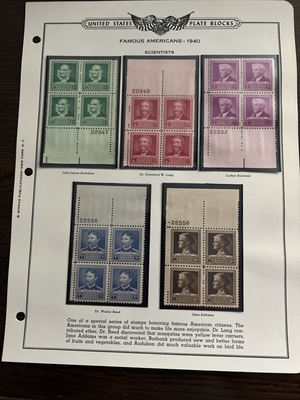 UNITED STATES PLATE BLOCKS
FAMOUS AMERICANS - 1940
SCIENTISTS
22547
22549
22552
John James Audubon
Dr. Crawford W. Long
Luther Burbank
22556
22558
Dr. Walter Reed
Jane Addams
One of a special series of stamps honoring famous American citizens. The
Americans in this group did much to make life more enjoyable. Dr. Long con-
tributed ether. Dr. Reed discovered that mosquitos were yellow fever carriers.
Jane Addams was a social worker. Burbank produced new and better forms
of fruits and vegetables, and Audubon did much valuable work on bird life.